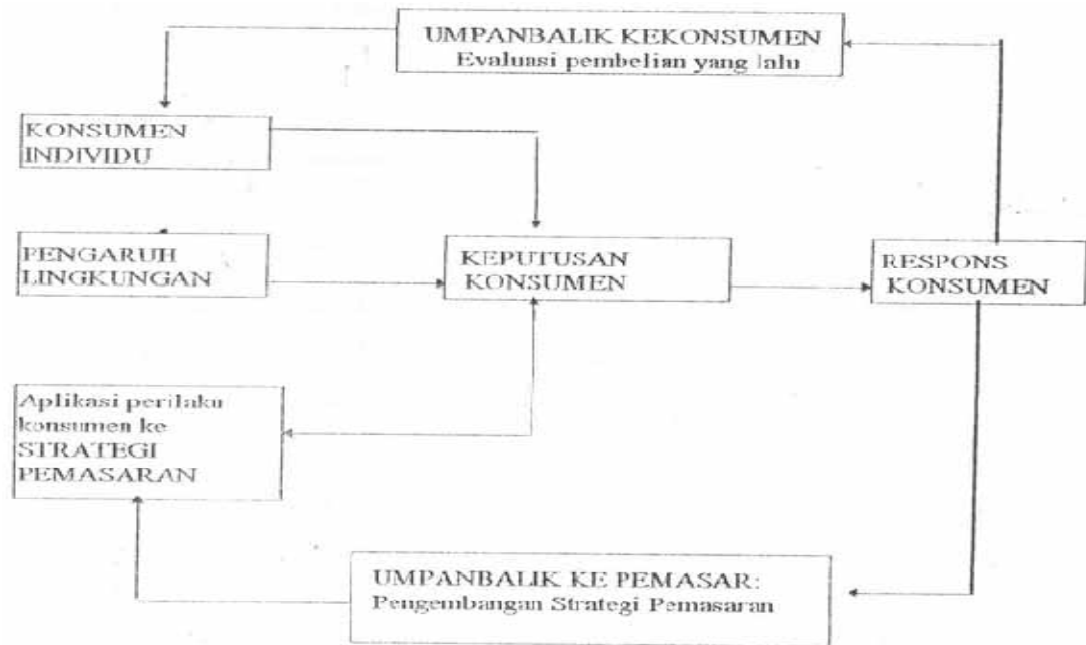 UMPANBALIK KEKONSUMEN
Evaluasi pembelian yang lalu
KONSUMEN
INDIVIDU
PENGARUH
LINGKUNGAN
KEPUTUSAN
KONSUMEN
RESPONS
KONSUMEN
Aplikasi perilaku
konsumen ke
STRATEGI
PEMASARAN
UMPANBALIK KE PEMASAR:
Pengembangan Strategi Pemasaran